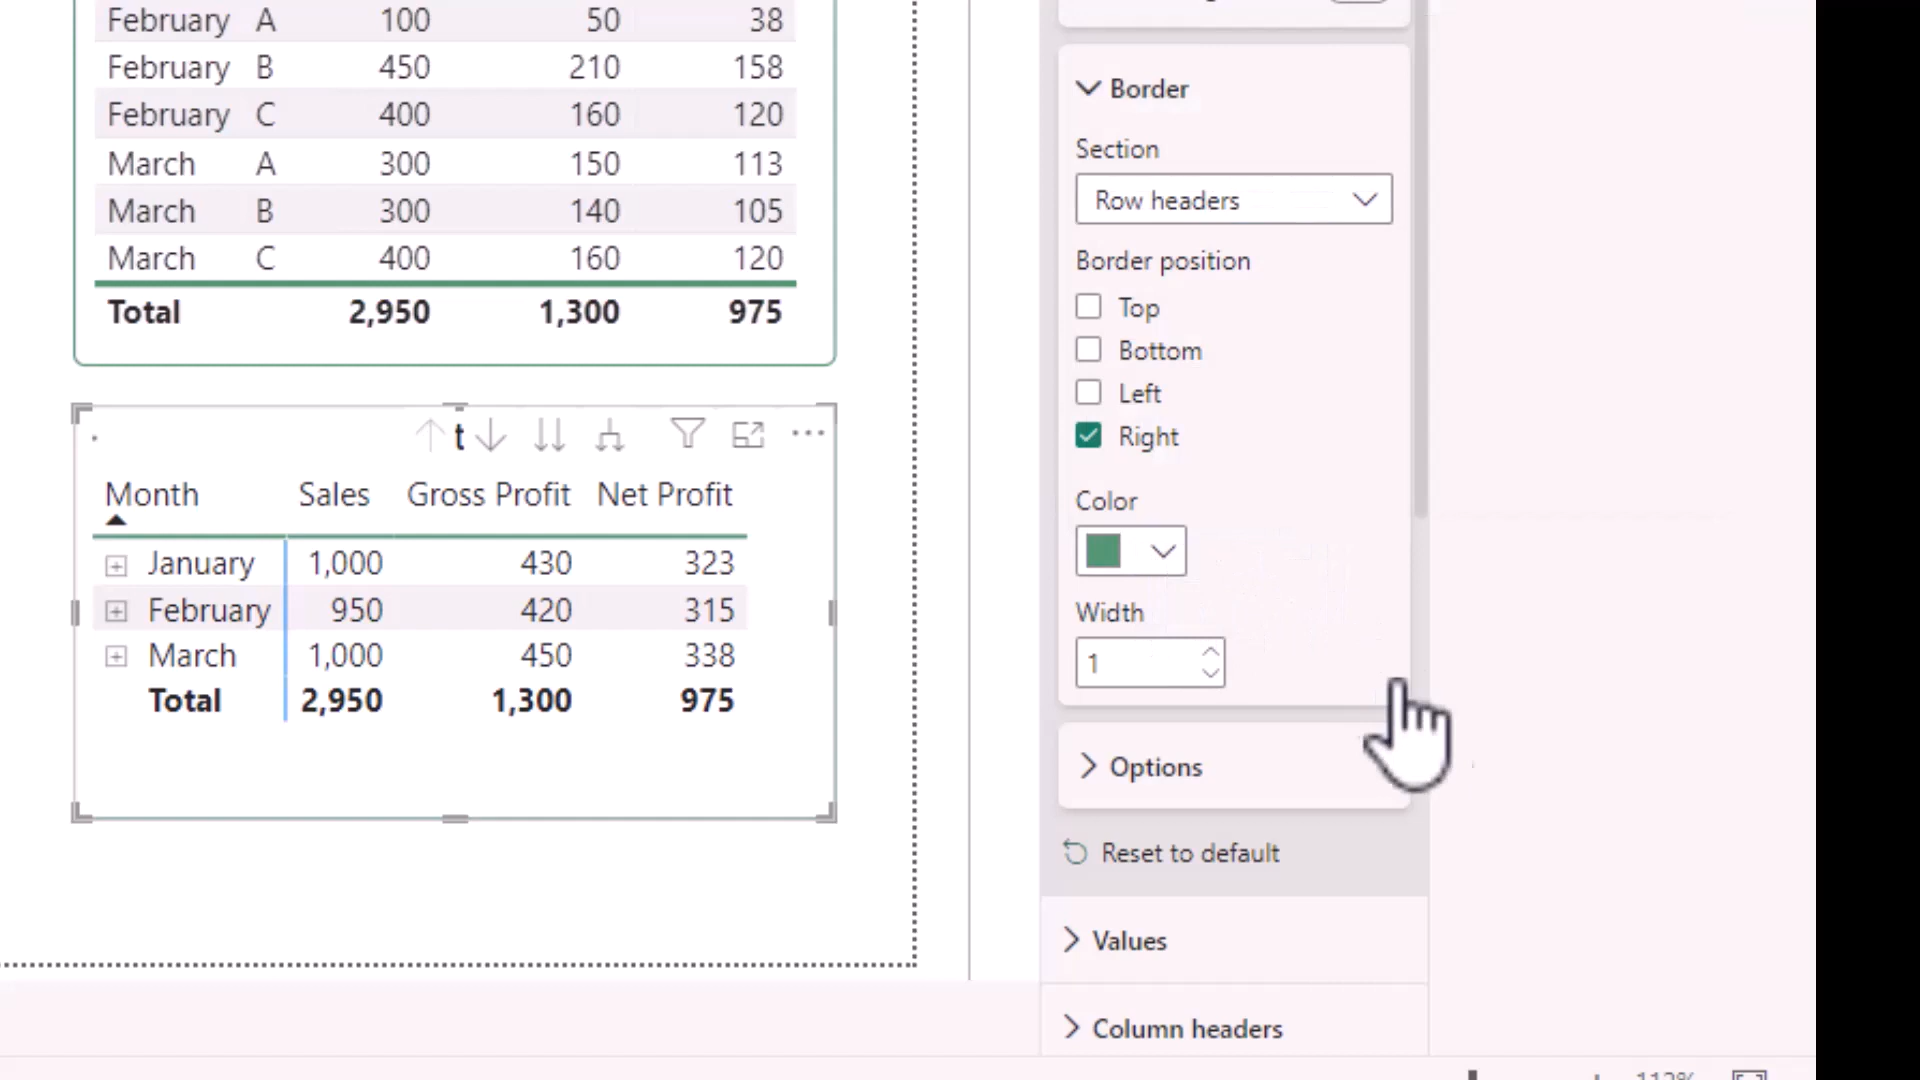 February A 100 50 38
February B 450 210 158
February C 400 160 120
March A 300 150 113
March B 300 140 105
March C 400 160 120
Total 2,950 1,300 975
t
Month Sales Gross Profit Net Profit
January 1,000 430 323
February 950 420 315
March 1,000 450 338
Total 2,950 1,300 975
Border
Section
Row headers
Border position
Top
Bottom
Left
Right
Color
Width
1
Options
Reset to default
Values
Column headers